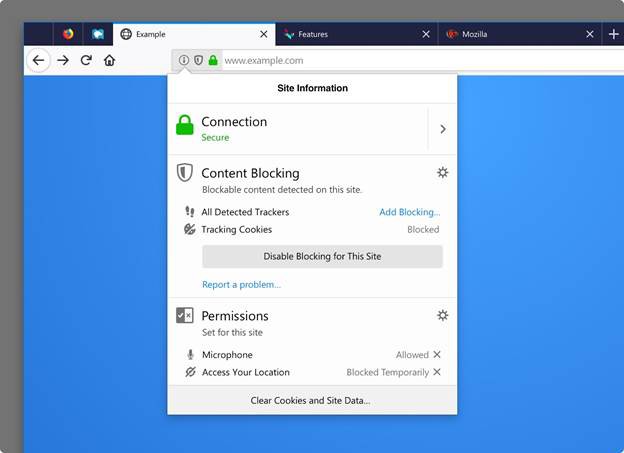 Example
Features
Mozilla
www.example.com
Site Information
Connection
Secure
Content Blocking
Blockable content detected on this site.
All Detected Trackers Add Blocking...
Tracking Cookies Blocked
Disable Blocking for This Site
Report a problem...
Permissions
Set for this site
Microphone Allowed
Access Your Location Blocked Temporarily
Clear Cookies and Site Data...